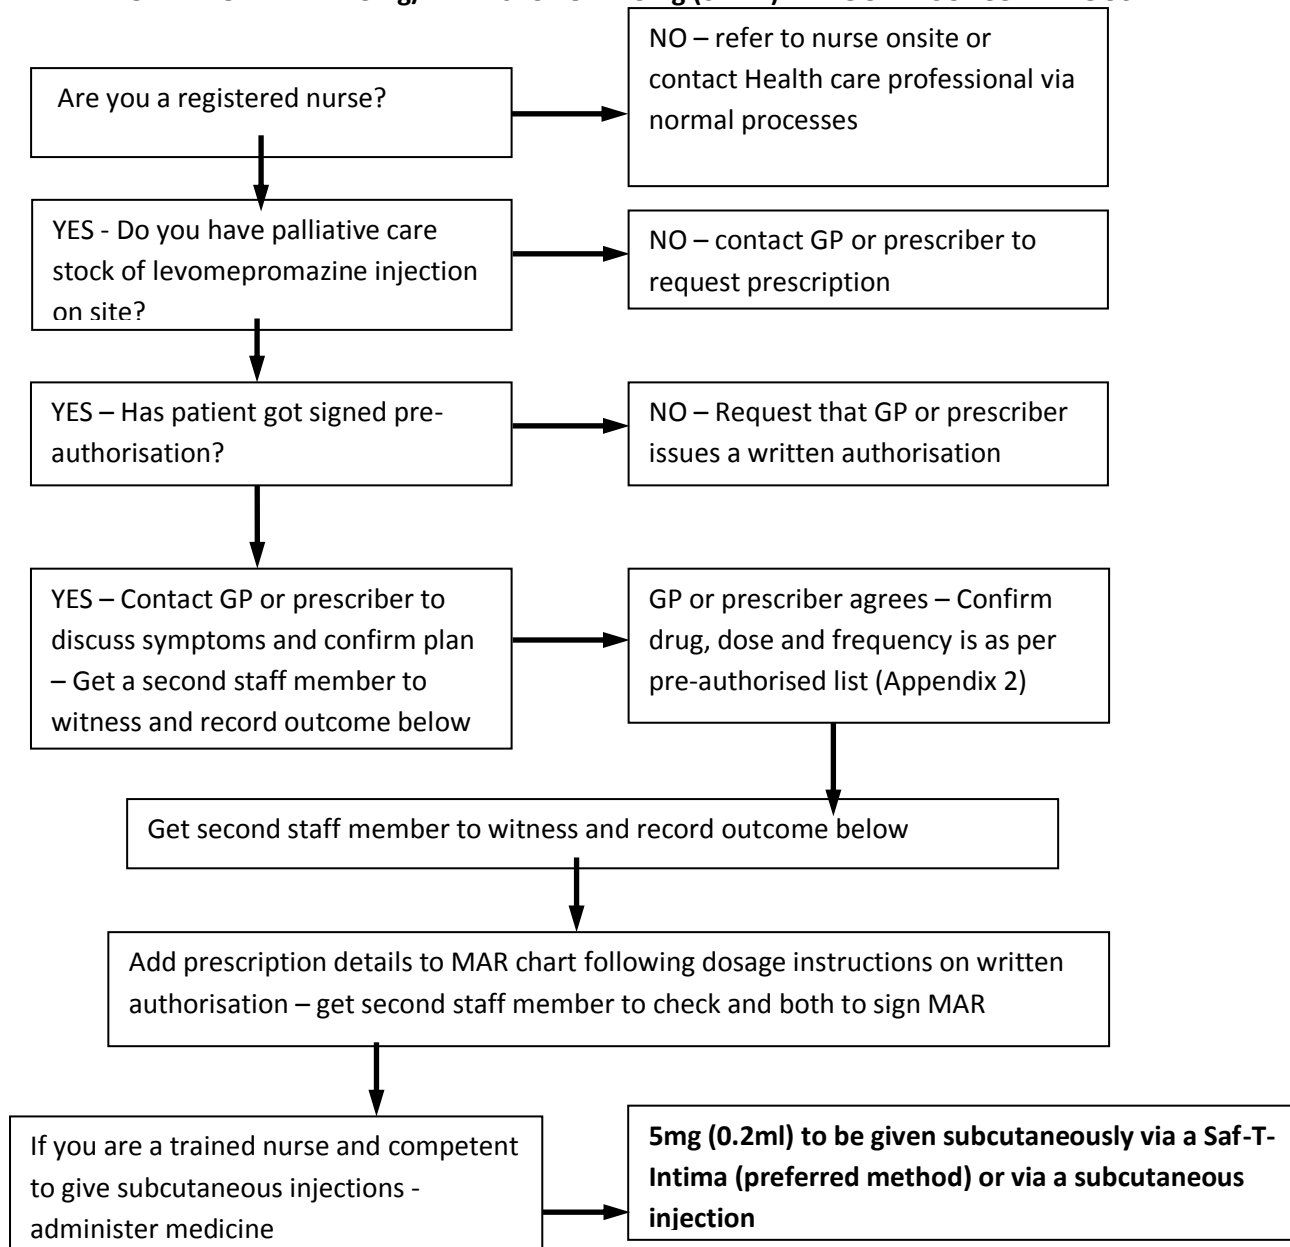 Are you a registered nurse?
NO – refer to nurse onsite or
contact Health care professional via
normal processes
YES - Do you have palliative care
stock of levomepromazine injection
on site?
NO – contact GP or prescriber to
request prescription
YES – Has patient got signed pre-
authorisation?
NO – Request that GP or prescriber
issues a written authorisation
YES – Contact GP or prescriber to
discuss symptoms and confirm plan
– Get a second staff member to
witness and record outcome below
GP or prescriber agrees – Confirm
drug, dose and frequency is as per
pre-authorised list (Appendix 2)
Get second staff member to witness and record outcome below
Add prescription details to MAR chart following dosage instructions on written
authorisation – get second staff member to check and both to sign MAR
If you are a trained nurse and competent
to give subcutaneous injections -
administer medicine
5mg (0.2ml) to be given subcutaneously via a Saf-T-
Intima (preferred method) or via a subcutaneous
injection